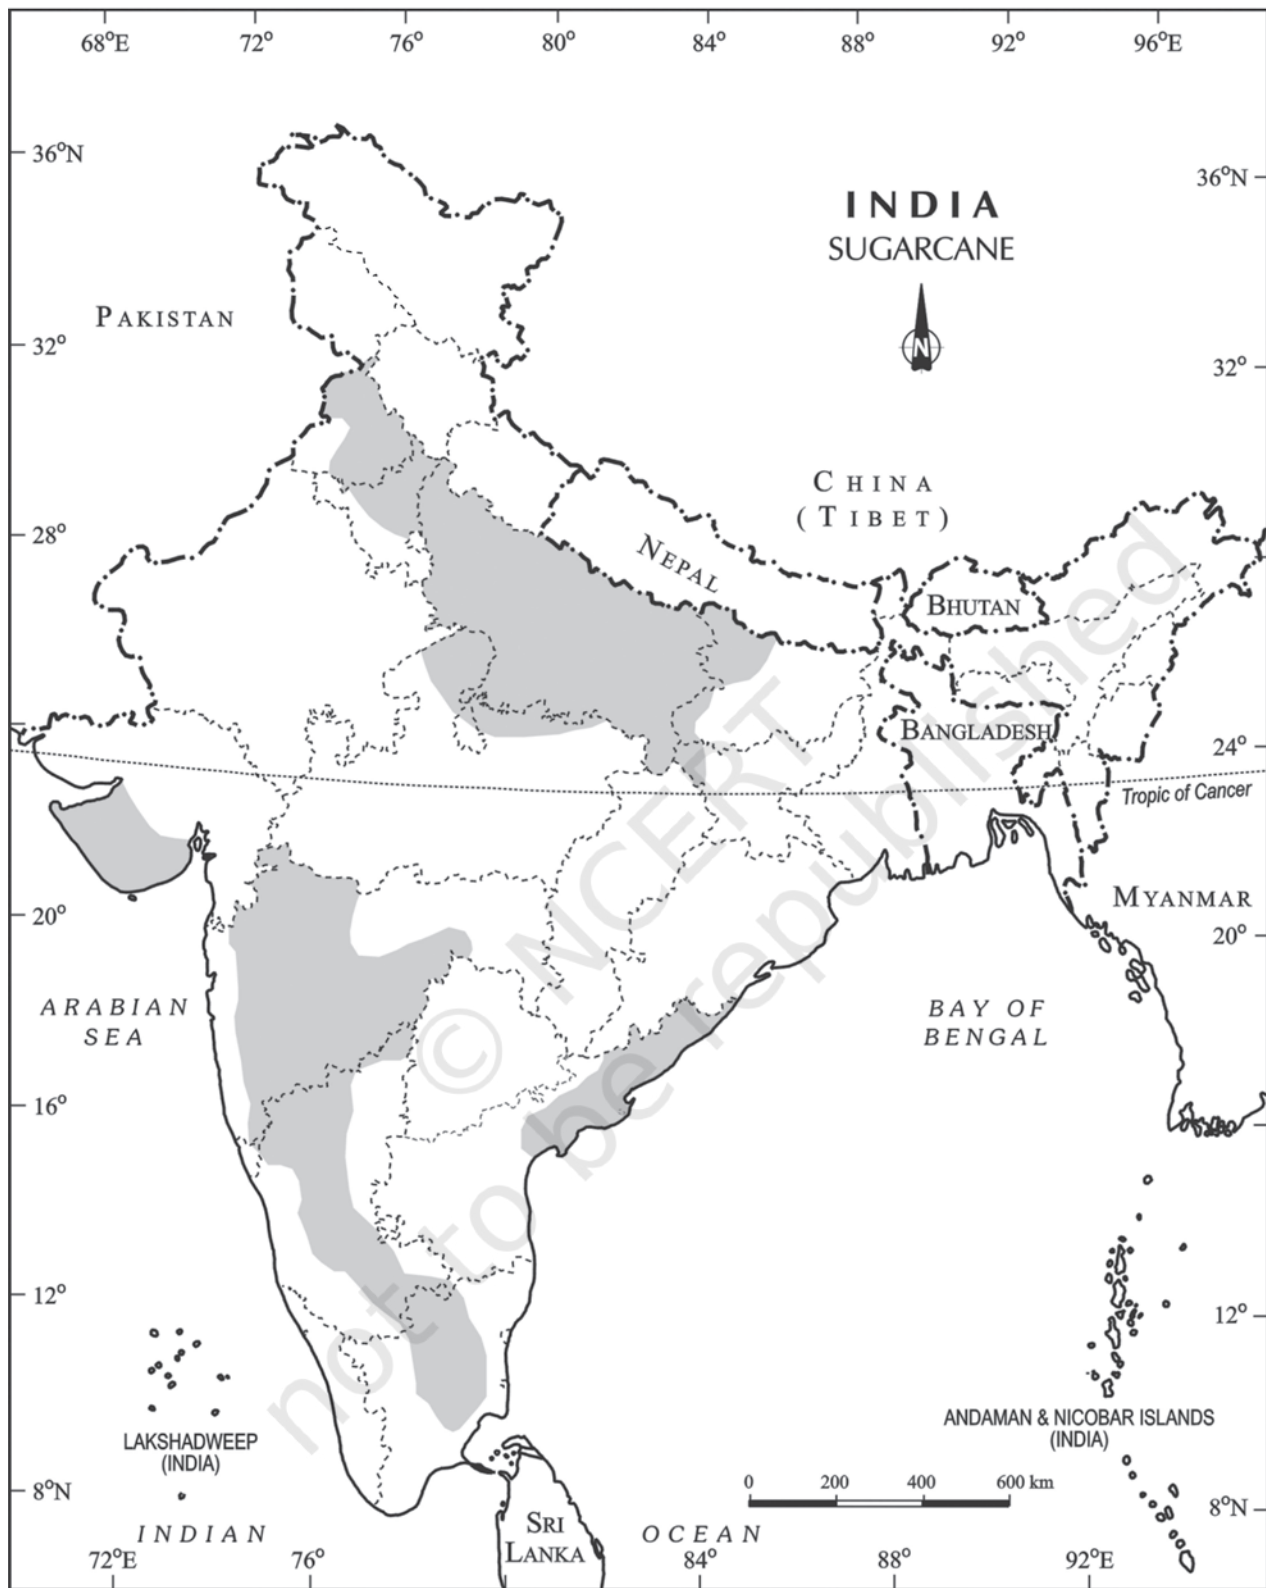 68°E 72° 76° 80° 84° 88° 92° 96°E
36°N
36°N
INDIA
SUGARCANE
N
PAKISTAN
32°
32°
CHINA
(TIBET)
28°
NEPAL
BHUTAN
BANGLADESH
24°
Tropic of Cancer
MYANMAR
20°
20°
ARABIAN
SEA
BAY OF
BENGAL
16°
12°
12°
LAKSHADWEEP
(INDIA)
ANDAMAN & NICOBAR ISLANDS
(INDIA)
0 200 400 600 km
8°N
8°N
INDIAN
OCEAN
SRI
LANKA
72°E 76° 84° 88° 92°E
© NCERT
not to be republished